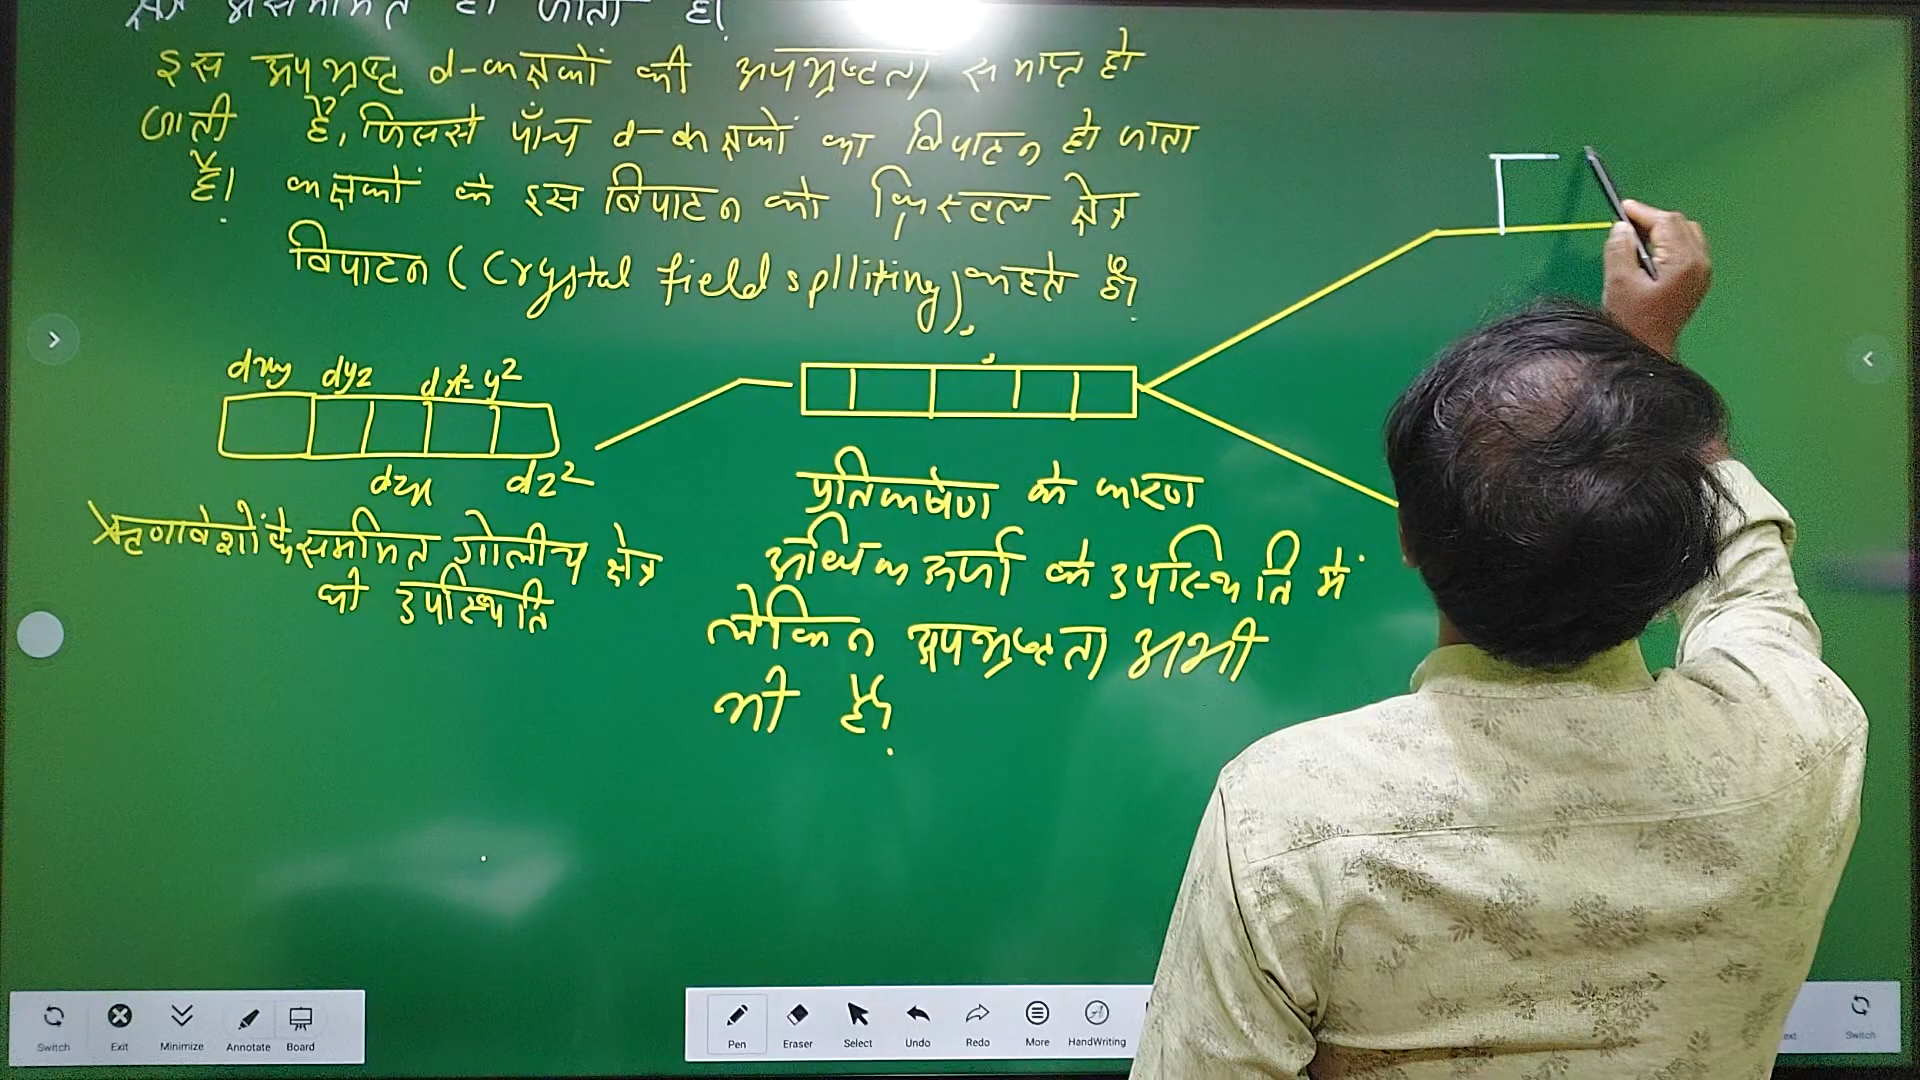 इस अपभ्रष्ट d-कक्षकों की अपभ्रष्टता समाप्त हो
जाती है, जिससे पाँच d-कक्षकों का विपाटन हो जाता
है। कक्षकों के इस विपाटन को क्रिस्टल क्षेत्र
विपाटन (Crystal field splliting) कहते हैं।
dxy dyz dx²-y²
dzx dz²
ऋणावेशों के सममित गोलीय क्षेत्र
की उपस्थिति
प्रतिकर्षण के कारण
अधिक ऊर्जा के उपस्थिति में
लेकिन अपभ्रष्टता अभी
भी है।
Switch Exit Minimize Annotate Board
Pen Eraser Select Undo Redo More HandWriting
Switch